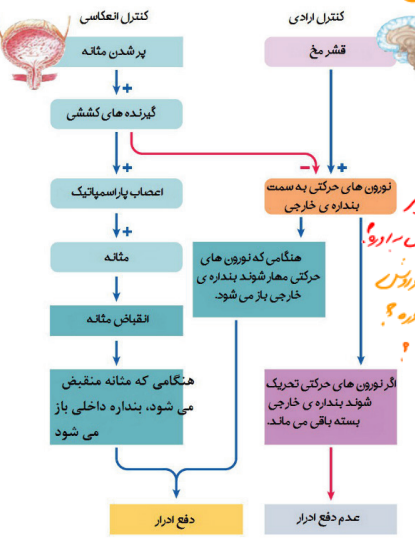 کنترل ارادی
کنترل انعکاسی
قشر مخ
پر شدن مثانه
+
+
گیرنده های کششی
+
-
+
نورون های حرکتی به سمت
بنداره ی خارجی
اعصاب پاراسمپاتیک
+
هنگامی که نورون های
حرکتی مهار شوند بنداره ی
خارجی باز می شود.
مثانه
انقباض مثانه
اگر نورون های حرکتی تحریک
شوند بنداره ی خارجی
بسته باقی می ماند.
هنگامی که مثانه منقبض
می شود، بنداره داخلی باز
می شود
عدم دفع ادرار
دفع ادرار